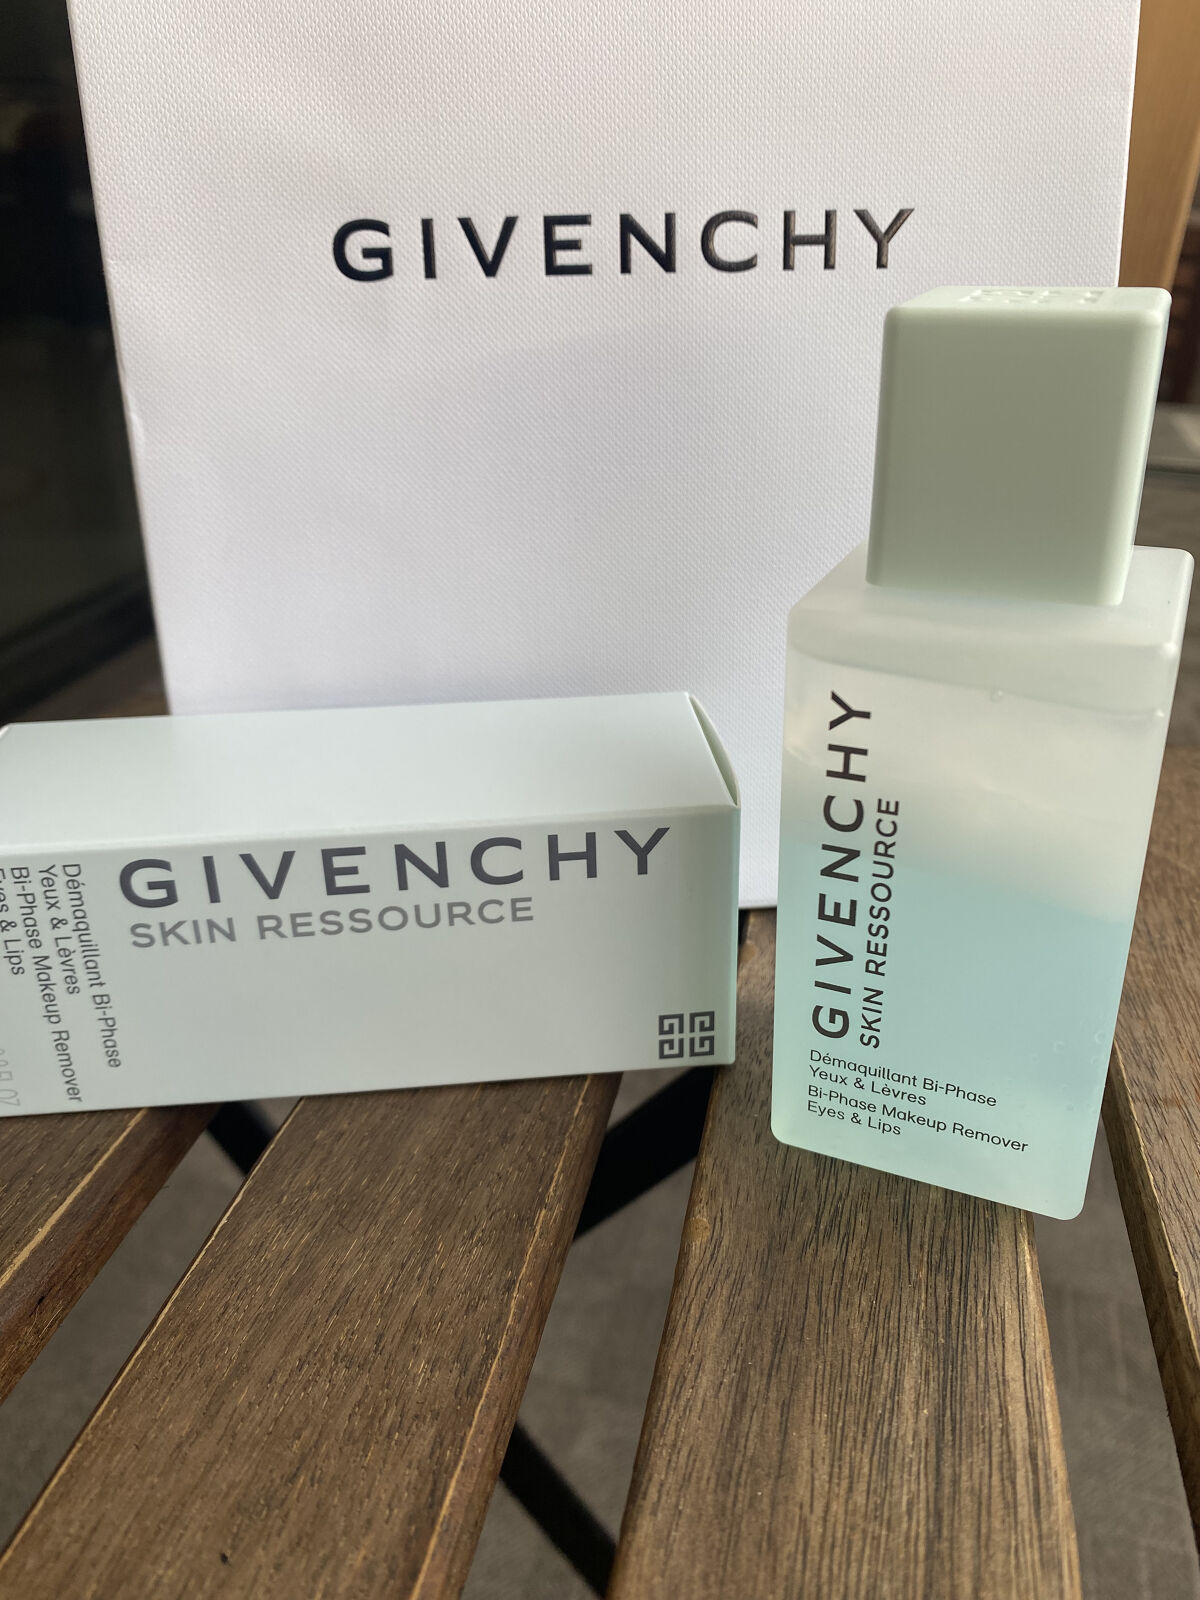 GIVENCHY
GIVENCHY
SKIN RESSOURCE
Démaquillant Bi-Phase
Yeux & Lèvres
Bi-Phase Makeup Remover
Eyes & Lips
GIVENCHY
SKIN RESSOURCE
Démaquillant Bi-Phase
Yeux & Lèvres
Bi-Phase Makeup Remover
Eyes & Lips